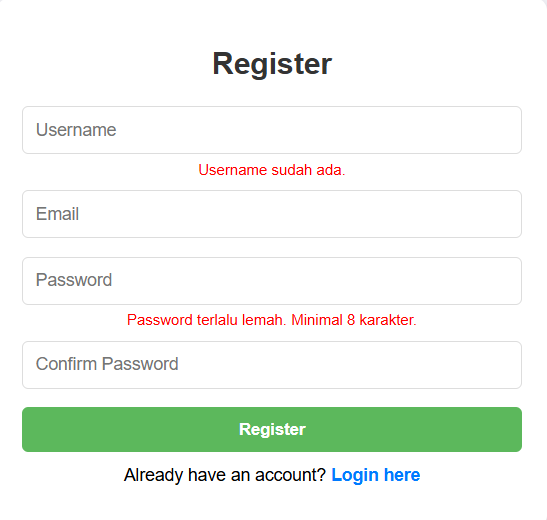 Register
Username
Username sudah ada.
Email
Password
Password terlalu lemah. Minimal 8 karakter.
Confirm Password
Register
Already have an account? Login here